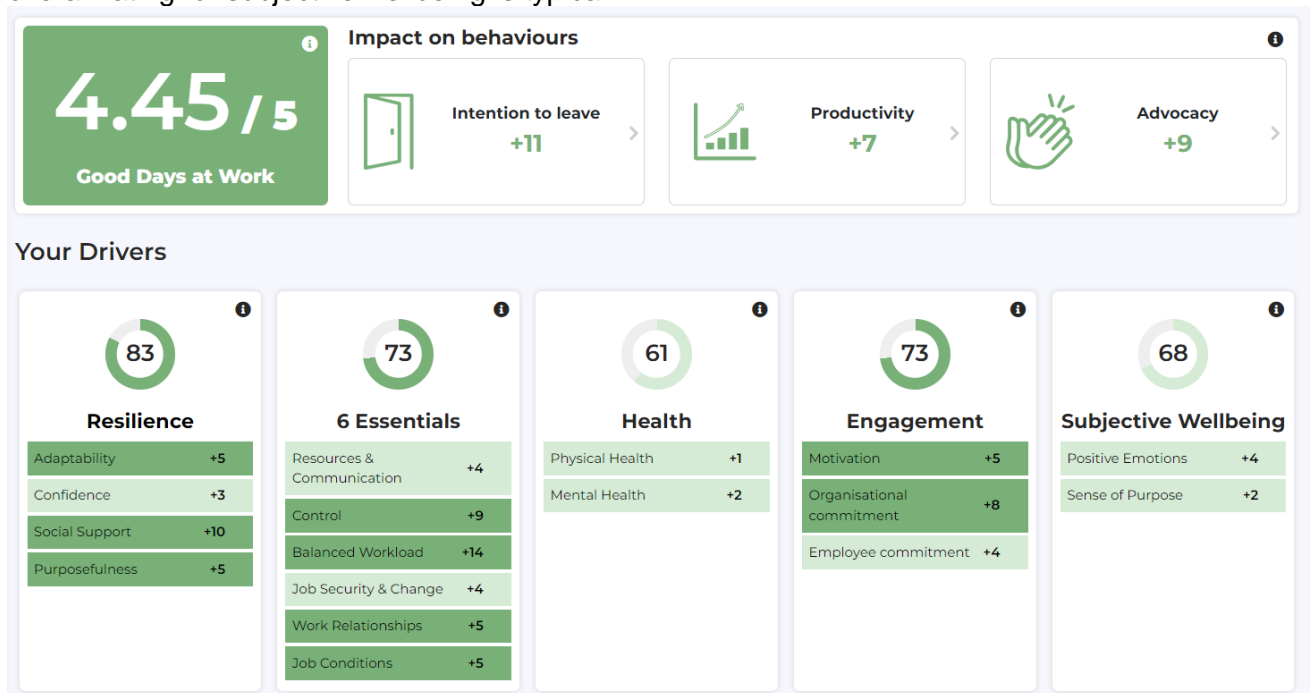 4.45 / 5
Good Days at Work
Impact on behaviours
Intention to leave
+11
Productivity
+7
Advocacy
+9
Your Drivers
83
Resilience
Adaptability +5
Confidence +3
Social Support +10
Purposefulness +5
73
6 Essentials
Resources &
Communication +4
Control +9
Balanced Workload +14
Job Security & Change +4
Work Relationships +5
Job Conditions +5
61
Health
Physical Health +1
Mental Health +2
73
Engagement
Motivation +5
Organisational
commitment +8
Employee commitment +4
68
Subjective Wellbeing
Positive Emotions +4
Sense of Purpose +2